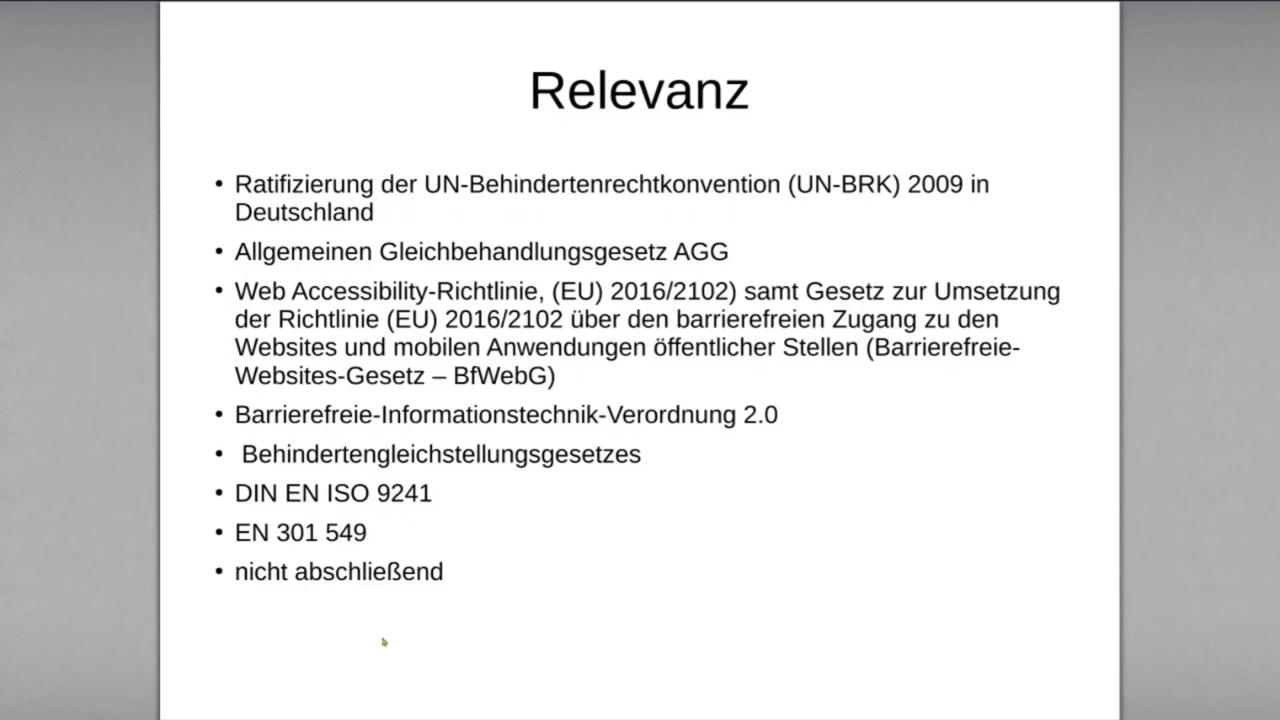 Relevanz
• Ratifizierung der UN-Behindertenrechtkonvention (UN-BRK) 2009 in
Deutschland
• Allgemeinen Gleichbehandlungsgesetz AGG
• Web Accessibility-Richtlinie, (EU) 2016/2102) samt Gesetz zur Umsetzung
der Richtlinie (EU) 2016/2102 über den barrierefreien Zugang zu den
Websites und mobilen Anwendungen öffentlicher Stellen (Barrierefreie-
Websites-Gesetz – BfWebG)
• Barrierefreie-Informationstechnik-Verordnung 2.0
• Behindertengleichstellungsgesetzes
• DIN EN ISO 9241
• EN 301 549
• nicht abschließend